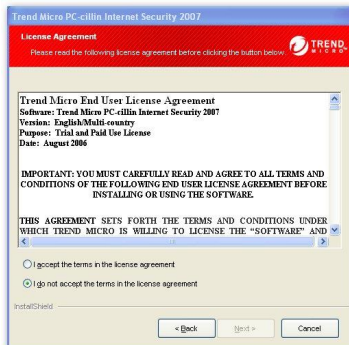 Trend Micro PC-cillin Internet Security 2007
License Agreement
Please read the following license agreement before clicking the button below.
TREND
MICRO
Trend Micro End User License Agreement
Software: Trend Micro PC-cillin Internet Security 2007
Version: English/Multi-country
Purpose: Trial and Paid Use License
Date: August 2006
IMPORTANT: YOU MUST CAREFULLY READ AND AGREE TO ALL TERMS AND
CONDITIONS OF THE FOLLOWING END USER LICENSE AGREEMENT BEFORE
INSTALLING OR USING THE SOFTWARE.
THIS AGREEMENT SETS FORTH THE TERMS AND CONDITIONS UNDER
WHICH TREND MICRO IS WILLING TO LICENSE THE “SOFTWARE” AND
I accept the terms in the license agreement
I do not accept the terms in the license agreement
InstallShield
< Back
Next >
Cancel